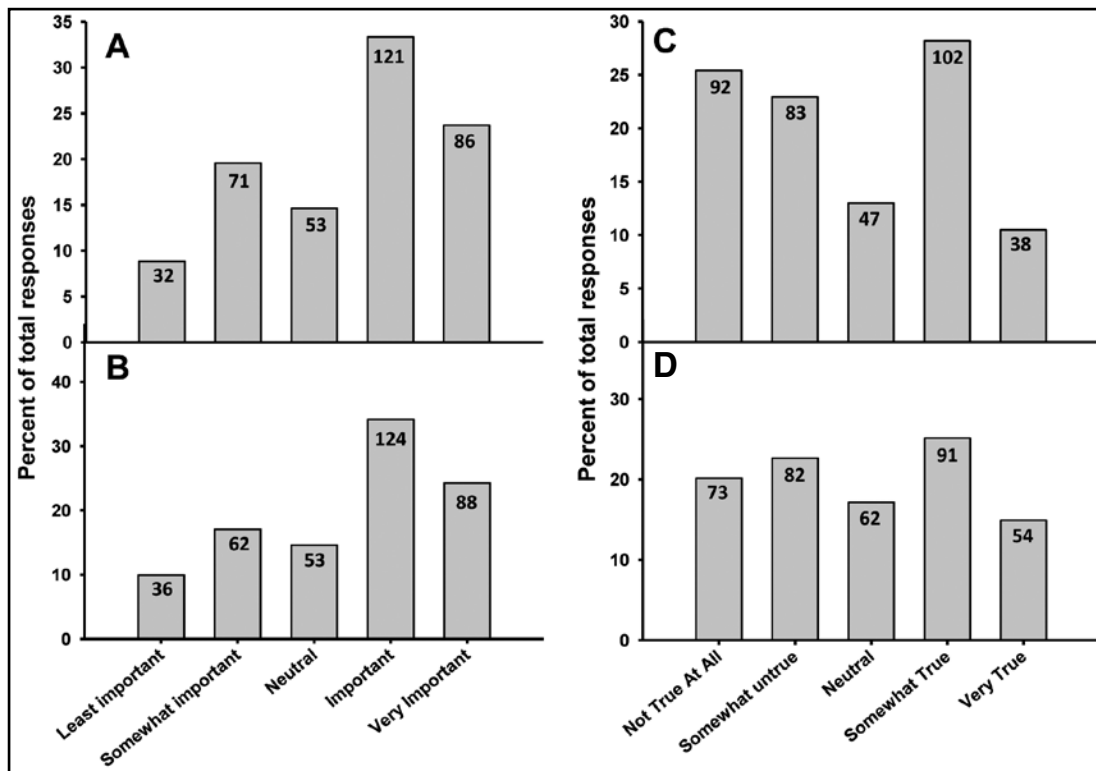 A
Percent of total responses
35
30
25
20
15
10
5
0
32
71
53
121
86
B
40
30
20
10
0
36
62
53
124
88
Least important
Somewhat important
Neutral
Important
Very Important
C
Percent of total responses
30
25
20
15
10
5
0
92
83
47
102
38
D
30
20
10
0
73
82
62
91
54
Not True At All
Somewhat untrue
Neutral
Somewhat True
Very True